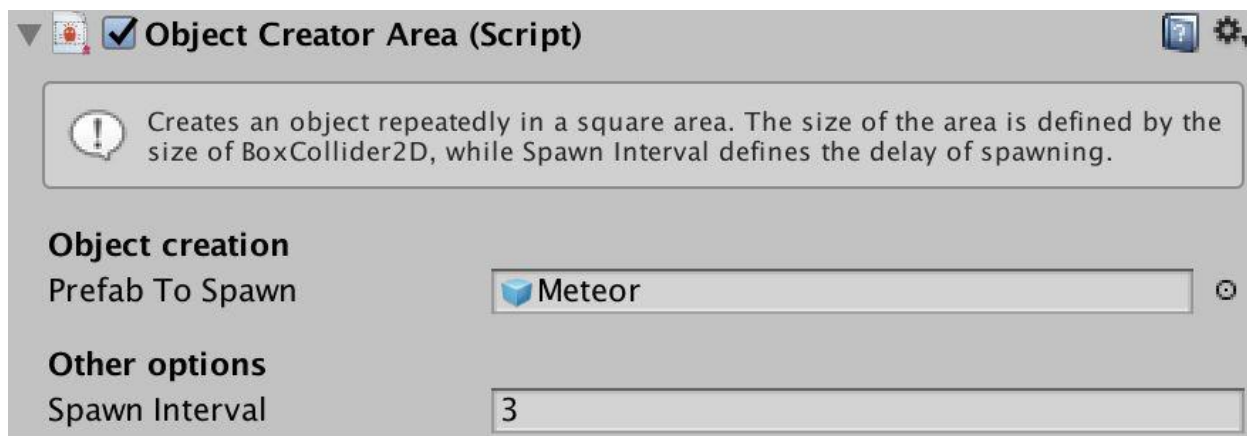 Object Creator Area (Script)
Creates an object repeatedly in a square area. The size of the area is defined by the
size of BoxCollider2D, while Spawn Interval defines the delay of spawning.
Object creation
Prefab To Spawn Meteor
Other options
Spawn Interval 3